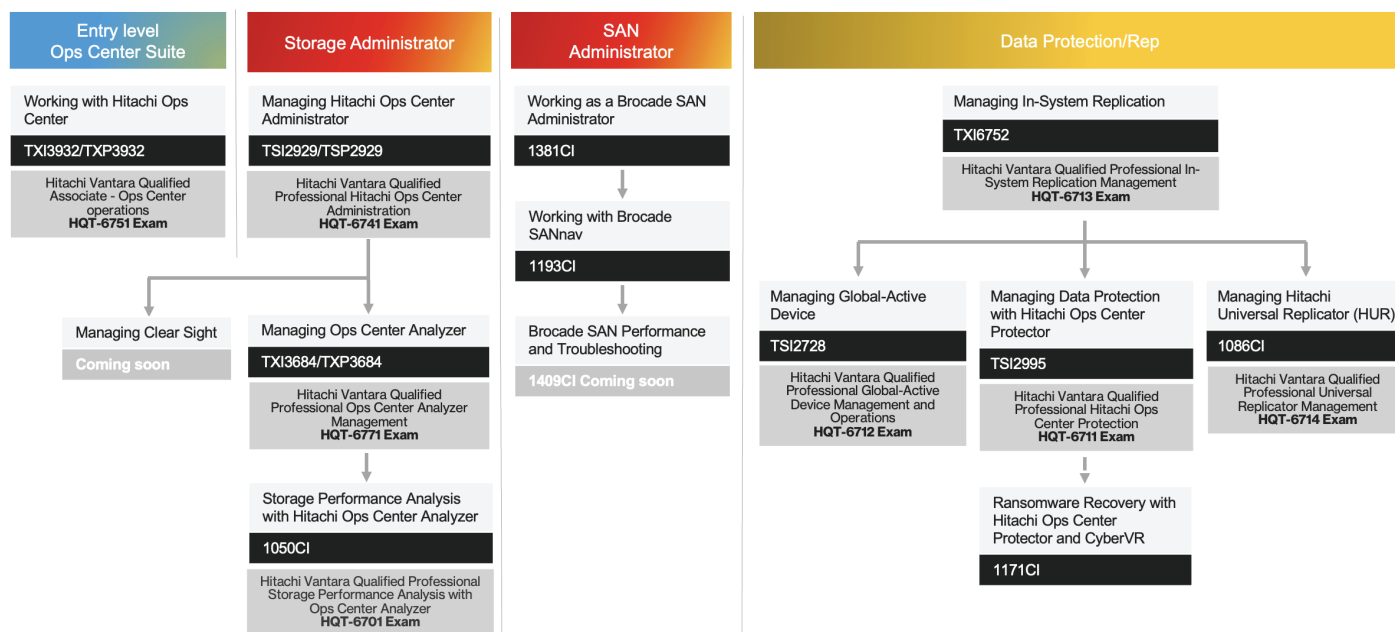 Entry level
Ops Center Suite
Working with Hitachi Ops
Center
TXI3932/TXP3932
Hitachi Vantara Qualified
Associate - Ops Center
operations
HQT-6751 Exam
Storage Administrator
Managing Hitachi Ops Center
Administrator
TSI2929/TSP2929
Hitachi Vantara Qualified
Professional Hitachi Ops Center
Administration
HQT-6741 Exam
Managing Clear Sight
Coming soon
Managing Ops Center Analyzer
TXI3684/TXP3684
Hitachi Vantara Qualified
Professional Ops Center Analyzer
Management
HQT-6771 Exam
Storage Performance Analysis
with Hitachi Ops Center Analyzer
1050CI
Hitachi Vantara Qualified Professional
Storage Performance Analysis with
Ops Center Analyzer
HQT-6701 Exam
SAN
Administrator
Working as a Brocade SAN
Administrator
1381CI
Working with Brocade
SANnav
1193CI
Brocade SAN Performance
and Troubleshooting
1409CI Coming soon
Data Protection/Rep
Managing In-System Replication
TXI6752
Hitachi Vantara Qualified Professional In-
System Replication Management
HQT-6713 Exam
Managing Global-Active
Device
TSI2728
Hitachi Vantara Qualified
Professional Global-Active
Device Management and
Operations
HQT-6712 Exam
Managing Data Protection
with Hitachi Ops Center
Protector
TSI2995
Hitachi Vantara Qualified
Professional Hitachi Ops
Center Protection
HQT-6711 Exam
Ransomware Recovery with
Hitachi Ops Center
Protector and CyberVR
1171CI
Managing Hitachi
Universal Replicator (HUR)
1086CI
Hitachi Vantara Qualified
Professional Universal
Replicator Management
HQT-6714 Exam